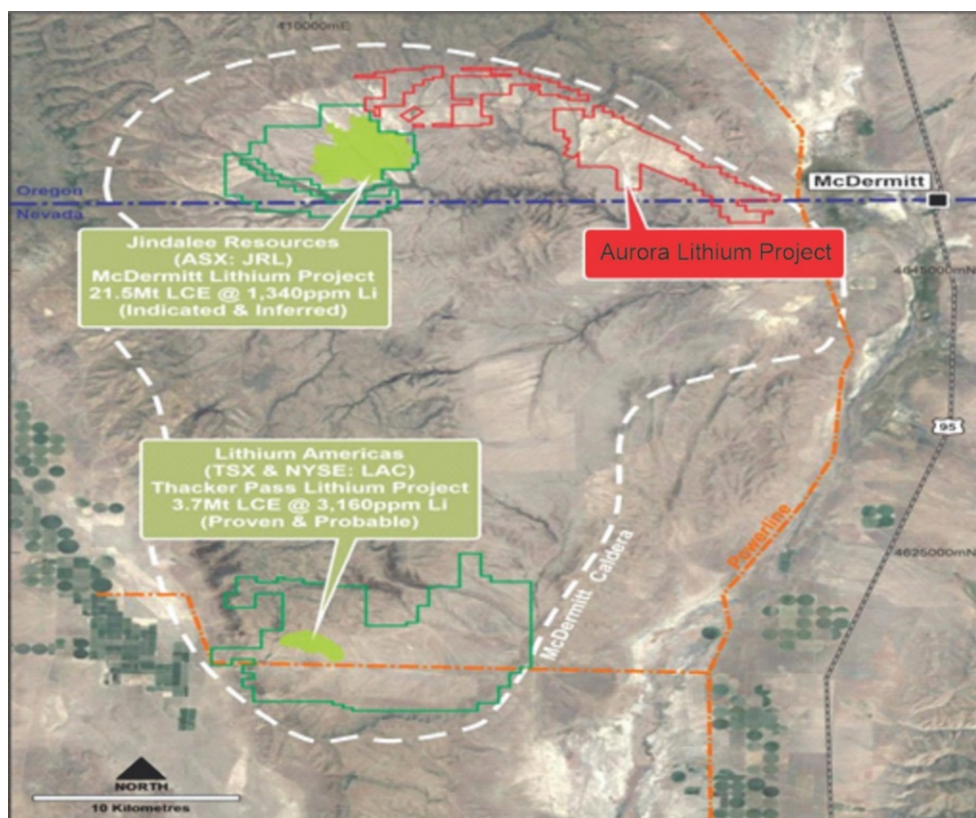 410000mE
Oregon
Nevada
McDermitt
Jindalee Resources
(ASX: JRL)
McDermitt Lithium Project
21.5Mt LCE @ 1,340ppm Li
(Indicated & Inferred)
Aurora Lithium Project
4645000mN
95
Lithium Americas
(TSX & NYSE: LAC)
Thacker Pass Lithium Project
3.7Mt LCE @ 3,160ppm Li
(Proven & Probable)
Powerline
4625000mN
McDermitt Caldera
NORTH
10 Kilometres